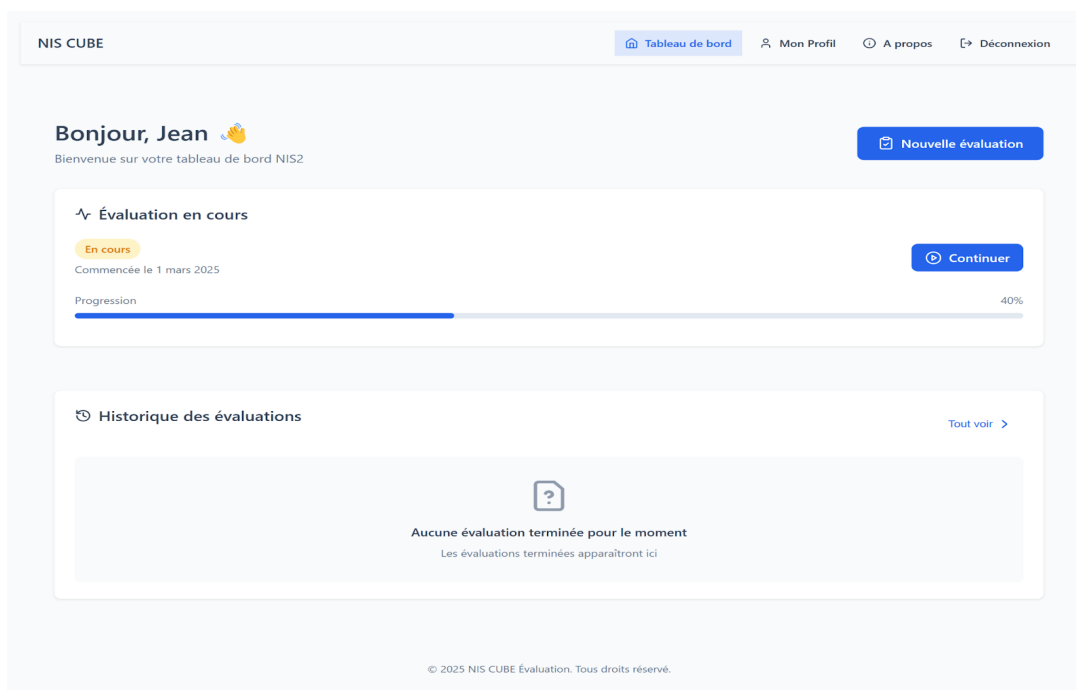 NIS CUBE
Tableau de bord
Mon Profil
A propos
Déconnexion
Bonjour, Jean 👋
Bienvenue sur votre tableau de bord NIS2
Nouvelle évaluation
Évaluation en cours
En cours
Commencée le 1 mars 2025
Continuer
Progression
40%
Historique des évaluations
Tout voir
Aucune évaluation terminée pour le moment
Les évaluations terminées apparaîtront ici
© 2025 NIS CUBE Évaluation. Tous droits réservé.